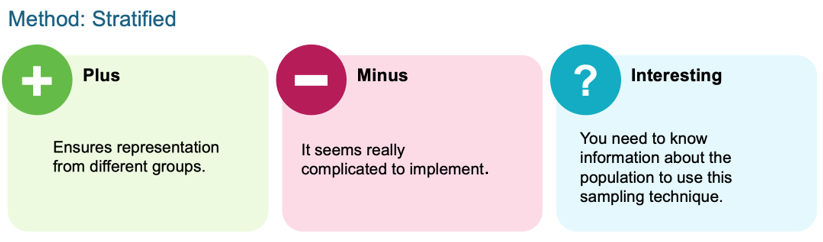 Method: Stratified
Plus
Ensures representation
from different groups.
Minus
It seems really
complicated to implement.
?
Interesting
You need to know
information about the
population to use this
sampling technique.